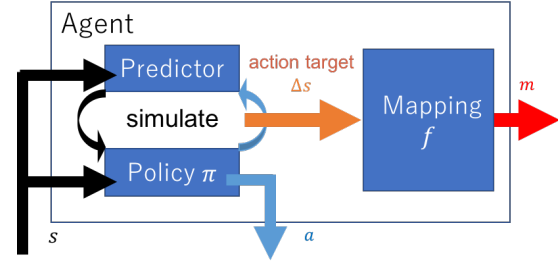 Agent
Predictor
action target
Δs
simulate
Mapping
f
m
Policy π
s
a